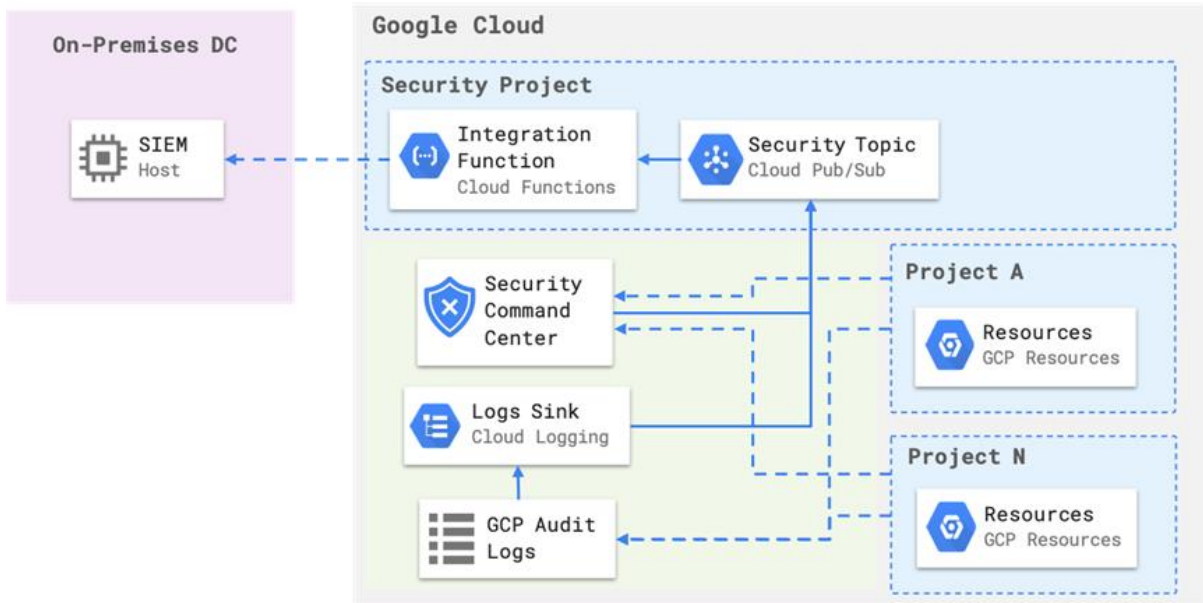 On-Premises DC
SIEM
Host
Google Cloud
Security Project
Integration
Function
Cloud Functions
Security Topic
Cloud Pub/Sub
Security
Command
Center
Logs Sink
Cloud Logging
GCP Audit
Logs
Project A
Resources
GCP Resources
Project N
Resources
GCP Resources